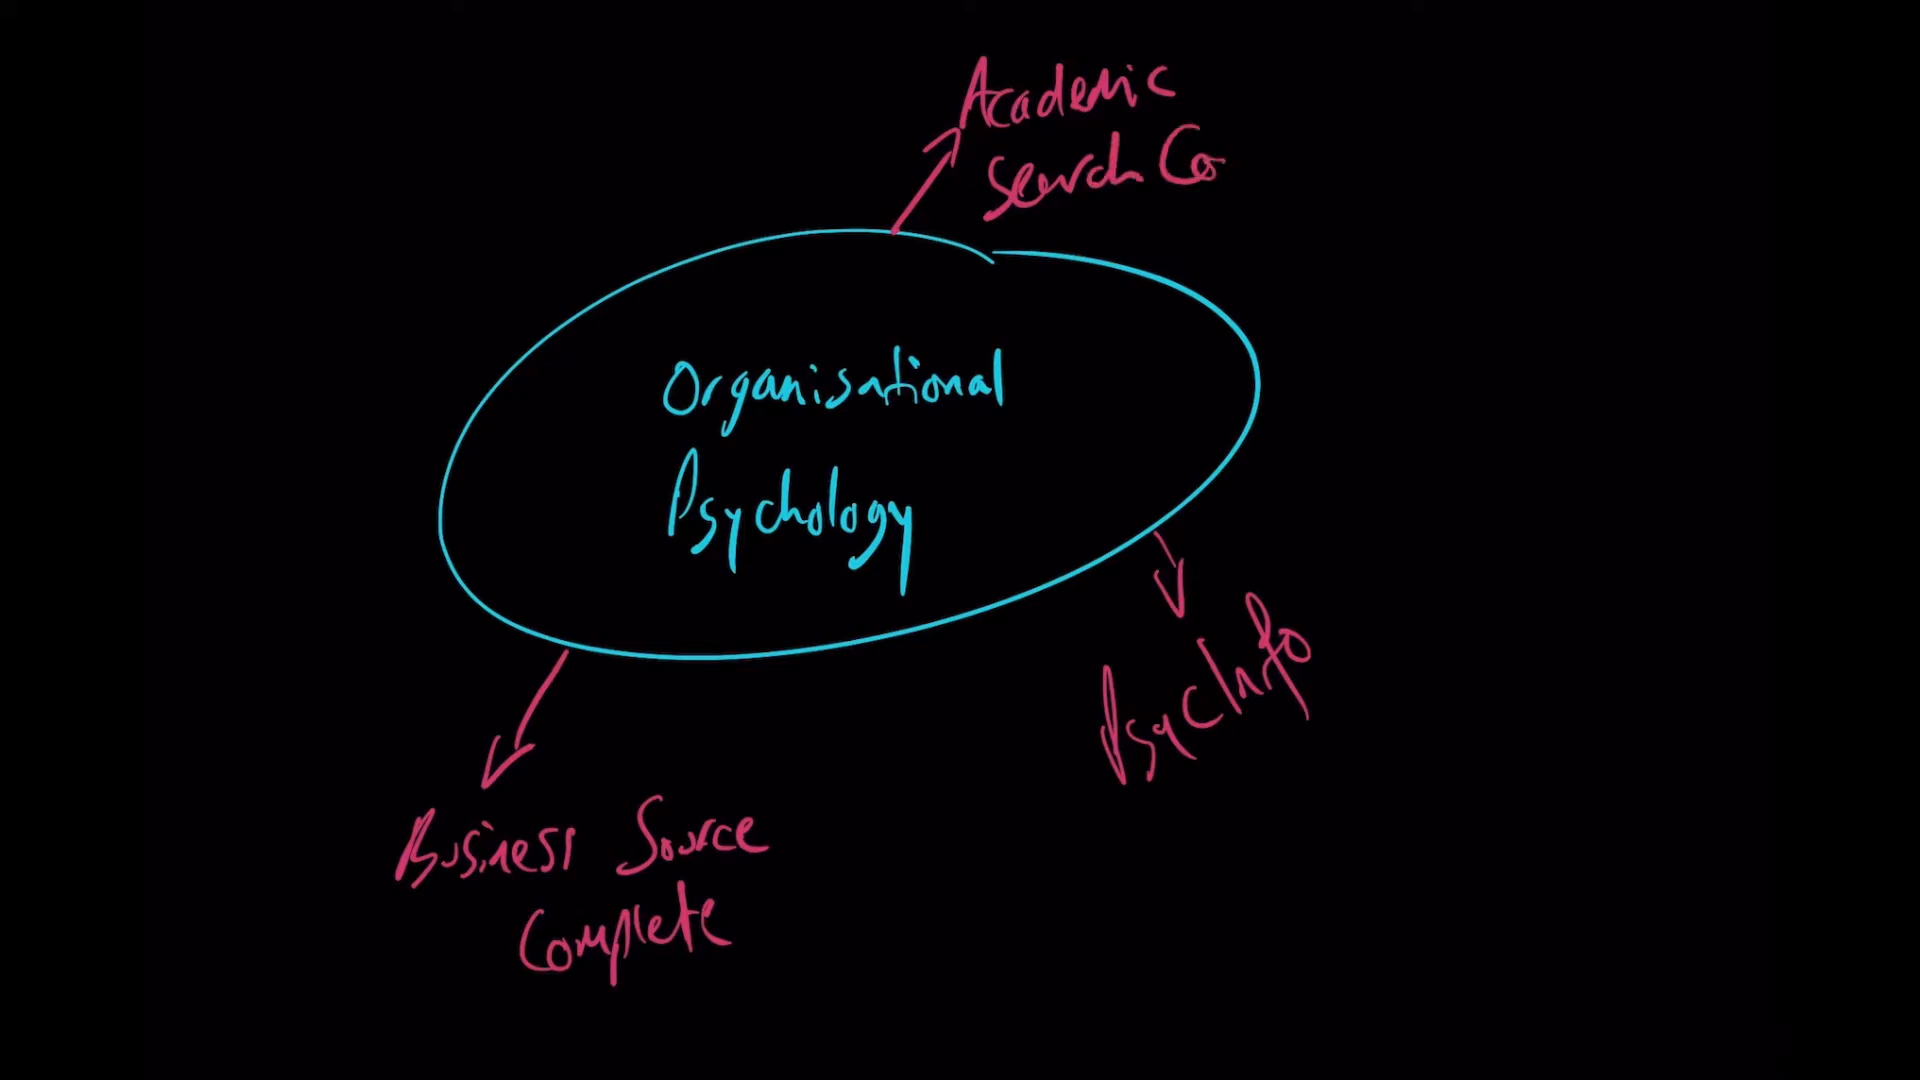 Academic
Search Co
Organisational
Psychology
PsycInfo
Business Source
Complete